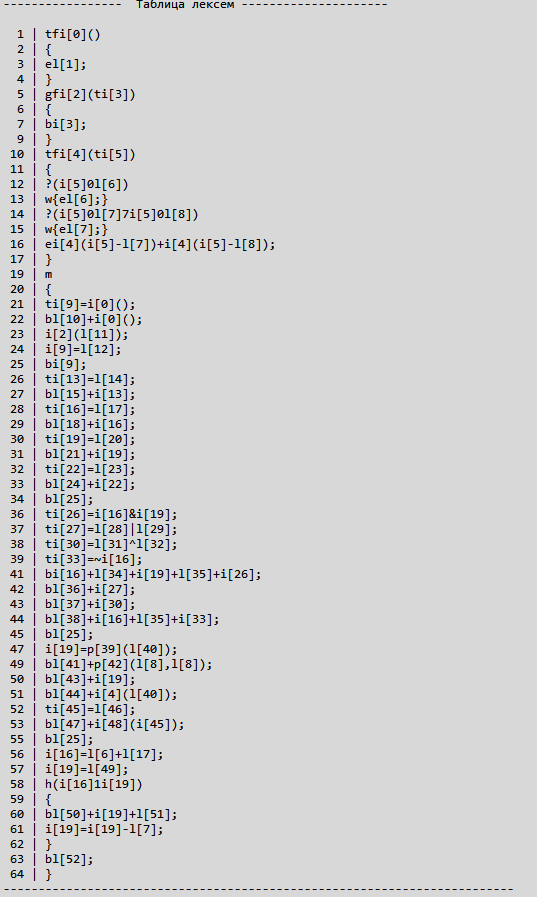 -----------------  Таблица лексем ---------------------
1 | tfi[0]()
2 | {
3 | el[1];
4 | }
5 | gfi[2](ti[3])
6 | {
7 | bi[3];
9 | }
10 | tfi[4](ti[5])
11 | {
12 | ?(i[5]0l[6])
13 | w{el[6];}
14 | ?(i[5]0l[7]7i[5]0l[8])
15 | w{el[7];}
16 | ei[4](i[5]-l[7])+i[4](i[5]-l[8]);
17 | }
19 | m
20 | {
21 | ti[9]=i[0]();
22 | bl[10]+i[0]();
23 | i[2](l[11]);
24 | i[9]=l[12];
25 | bi[9];
26 | ti[13]=l[14];
27 | bl[15]+i[13];
28 | ti[16]=l[17];
29 | bl[18]+i[16];
30 | ti[19]=l[20];
31 | bl[21]+i[19];
32 | ti[22]=l[23];
33 | bl[24]+i[22];
34 | bl[25];
36 | ti[26]=i[16]&i[19];
37 | ti[27]=l[28]|l[29];
38 | ti[30]=l[31]^l[32];
39 | ti[33]=~i[16];
41 | bi[16]+l[34]+i[19]+l[35]+i[26];
42 | bl[36]+i[27];
43 | bl[37]+i[30];
44 | bl[38]+i[16]+l[35]+i[33];
45 | bl[25];
47 | i[19]=p[39](l[40]);
49 | bl[41]+p[42](l[8],l[8]);
50 | bl[43]+i[19];
51 | bl[44]+i[4](l[40]);
52 | ti[45]=l[46];
53 | bl[47]+i[48](i[45]);
55 | bl[25];
56 | i[16]=l[6]+l[17];
57 | i[19]=l[49];
58 | h(i[16]1i[19])
59 | {
60 | bl[50]+i[19]+l[51];
61 | i[19]=i[19]-l[7];
62 | }
63 | bl[52];
64 | }
-------------------------------------------------------------------------